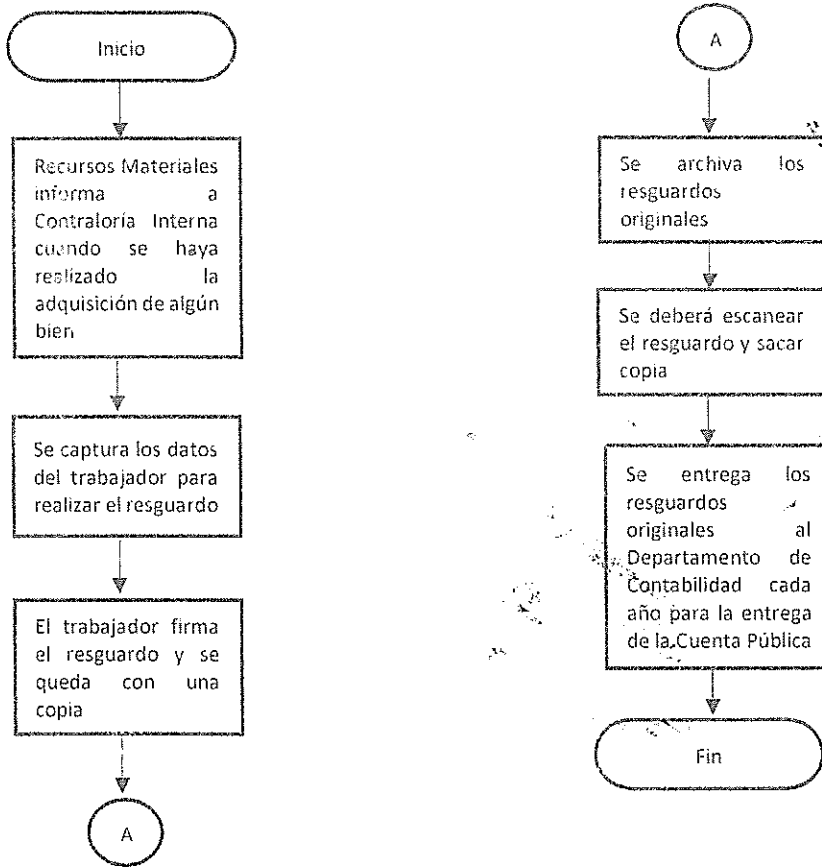 Inicio
Recursos Materiales
informa a
Contraloría Interna
cuando se haya
realizado la
adquisición de algún
bien
Se captura los datos
del trabajador para
realizar el resguardo
El trabajador firma
el resguardo y se
queda con una
copia
A
A
Se archiva los
resguardos
originales
Se deberá escanear
el resguardo y sacar
copia
Se entrega los
resguardos
originales al
Departamento de
Contabilidad cada
año para la entrega
de la Cuenta Pública
Fin